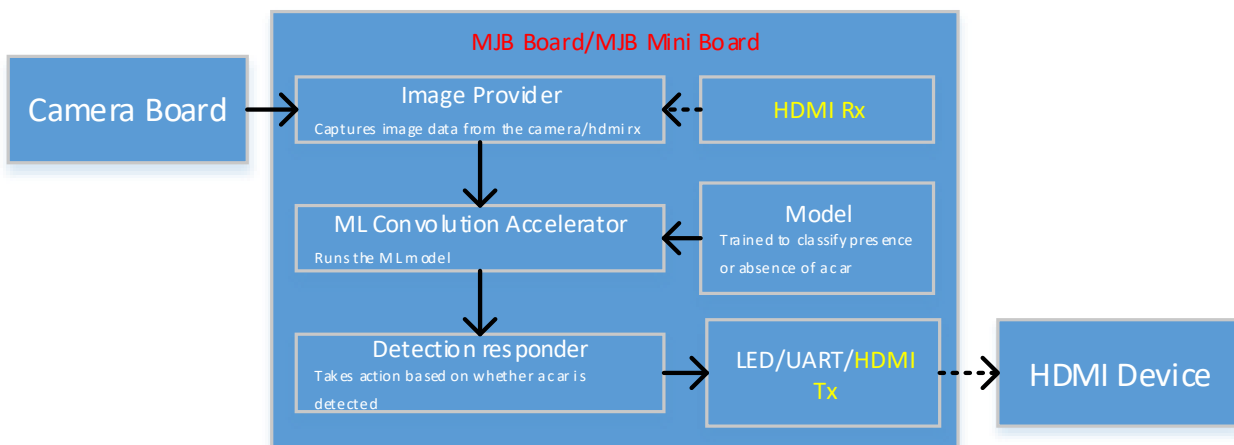 MJB Board/MJB Mini Board
Camera Board
Image Provider
Captures image data from the camera/hdmi rx
HDMI Rx
ML Convolution Accelerator
Runs the ML model
Model
Trained to classify presence
or absence of a car
Detection responder
Takes action based on whether a car is
detected
LED/UART/HDMI
Tx
HDMI Device